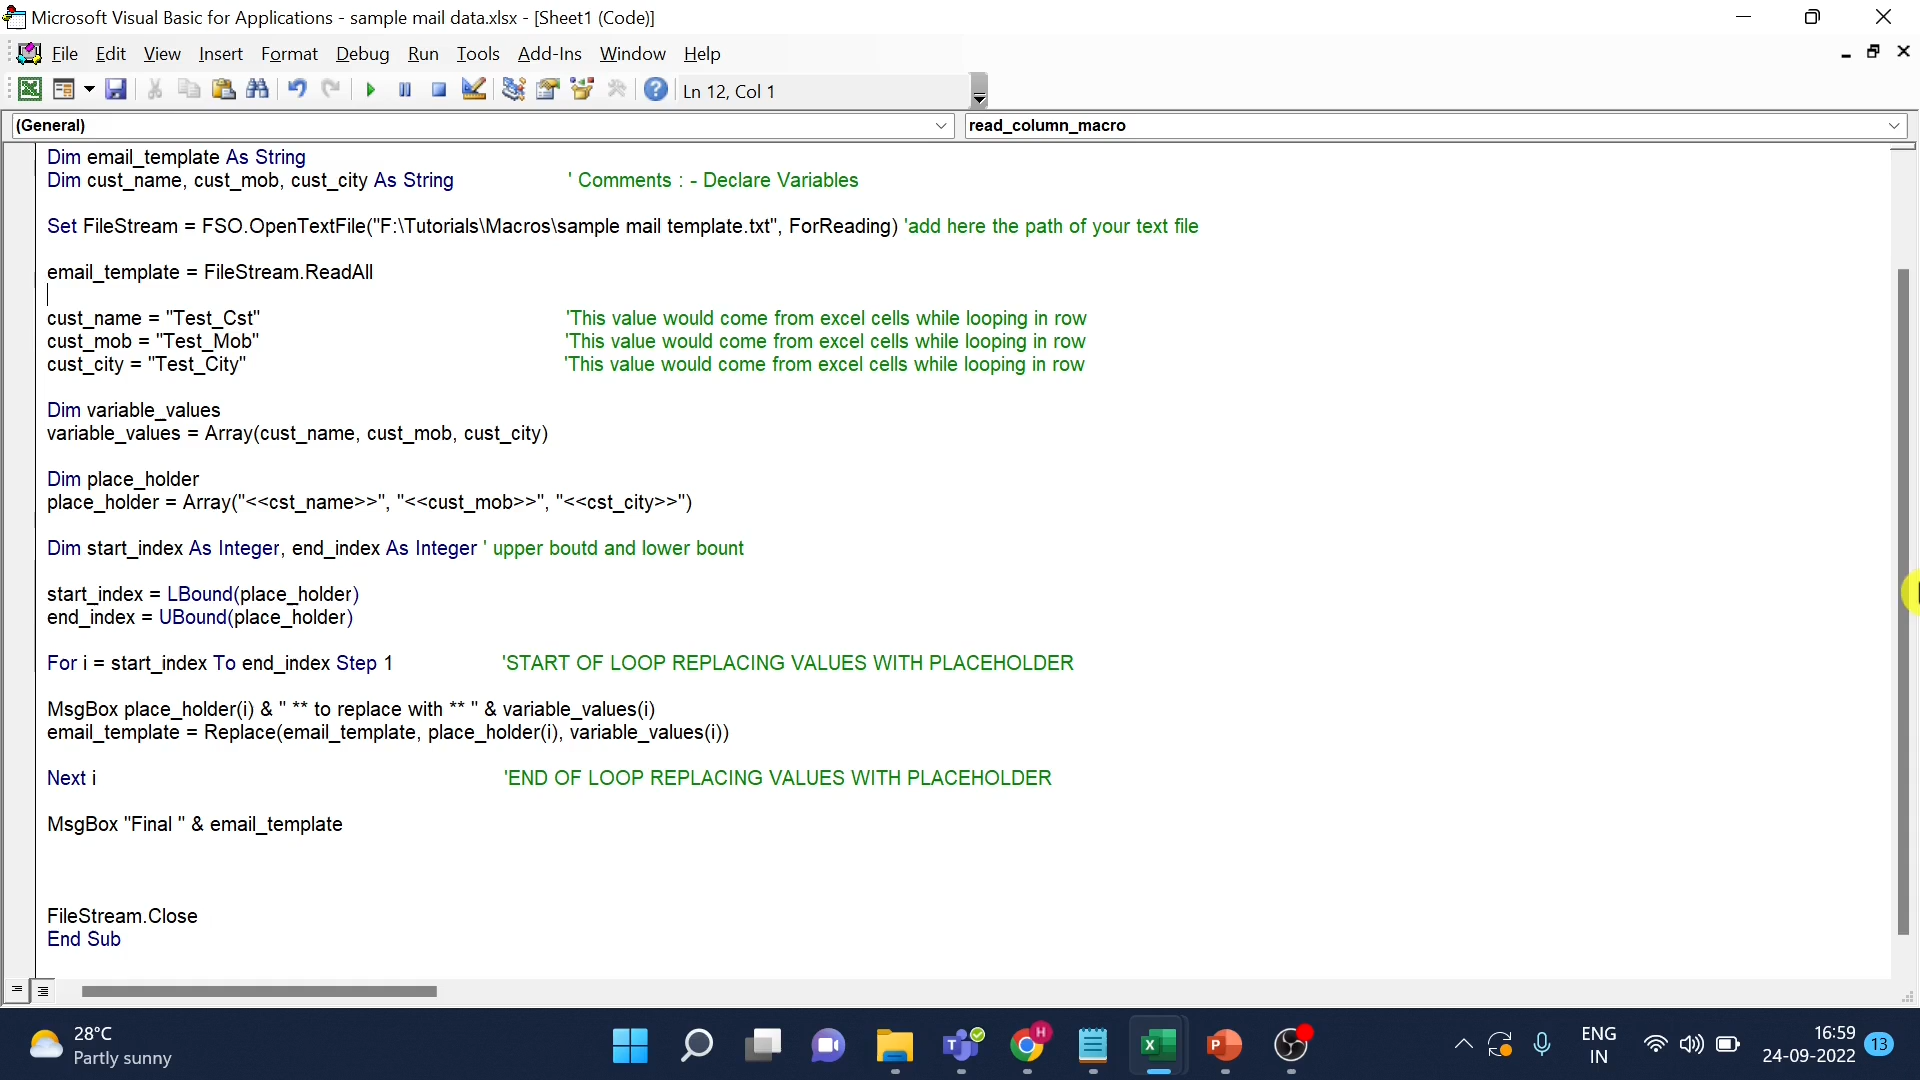 Microsoft Visual Basic for Applications - sample mail data.xlsx - [Sheet1 (Code)]
File Edit View Insert Format Debug Run Tools Add-Ins Window Help
Ln 12, Col 1
(General) read_column_macro
Dim email_template As String
Dim cust_name, cust_mob, cust_city As String ' Comments : - Declare Variables
Set FileStream = FSO.OpenTextFile("F:\Tutorials\Macros\sample mail template.txt", ForReading) 'add here the path of your text file
email_template = FileStream.ReadAll
cust_name = "Test_Cst" 'This value would come from excel cells while looping in row
cust_mob = "Test_Mob" 'This value would come from excel cells while looping in row
cust_city = "Test_City" 'This value would come from excel cells while looping in row
Dim variable_values
variable_values = Array(cust_name, cust_mob, cust_city)
Dim place_holder
place_holder = Array("<<cst_name>>", "<<cust_mob>>", "<<cst_city>>")
Dim start_index As Integer, end_index As Integer ' upper boutd and lower bount
start_index = LBound(place_holder)
end_index = UBound(place_holder)
For i = start_index To end_index Step 1 'START OF LOOP REPLACING VALUES WITH PLACEHOLDER
MsgBox place_holder(i) & " ** to replace with ** " & variable_values(i)
email_template = Replace(email_template, place_holder(i), variable_values(i))
Next i 'END OF LOOP REPLACING VALUES WITH PLACEHOLDER
MsgBox "Final " & email_template
FileStream.Close
End Sub
28°C
Partly sunny
H
T
X
P
ENG
IN
16:59
24-09-2022
13